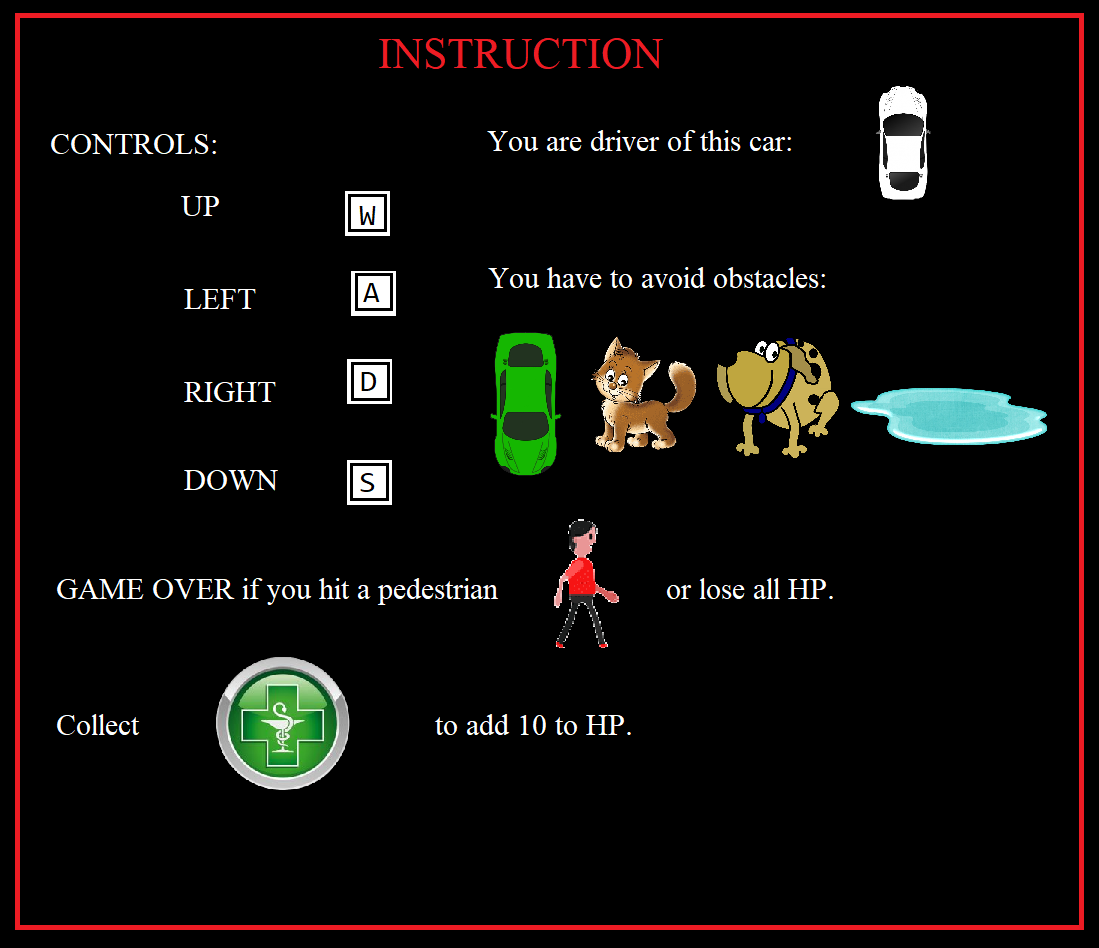 INSTRUCTION
CONTROLS:
UP W
LEFT A
RIGHT D
DOWN S
You are driver of this car:
You have to avoid obstacles:
GAME OVER if you hit a pedestrian or lose all HP.
Collect to add 10 to HP.